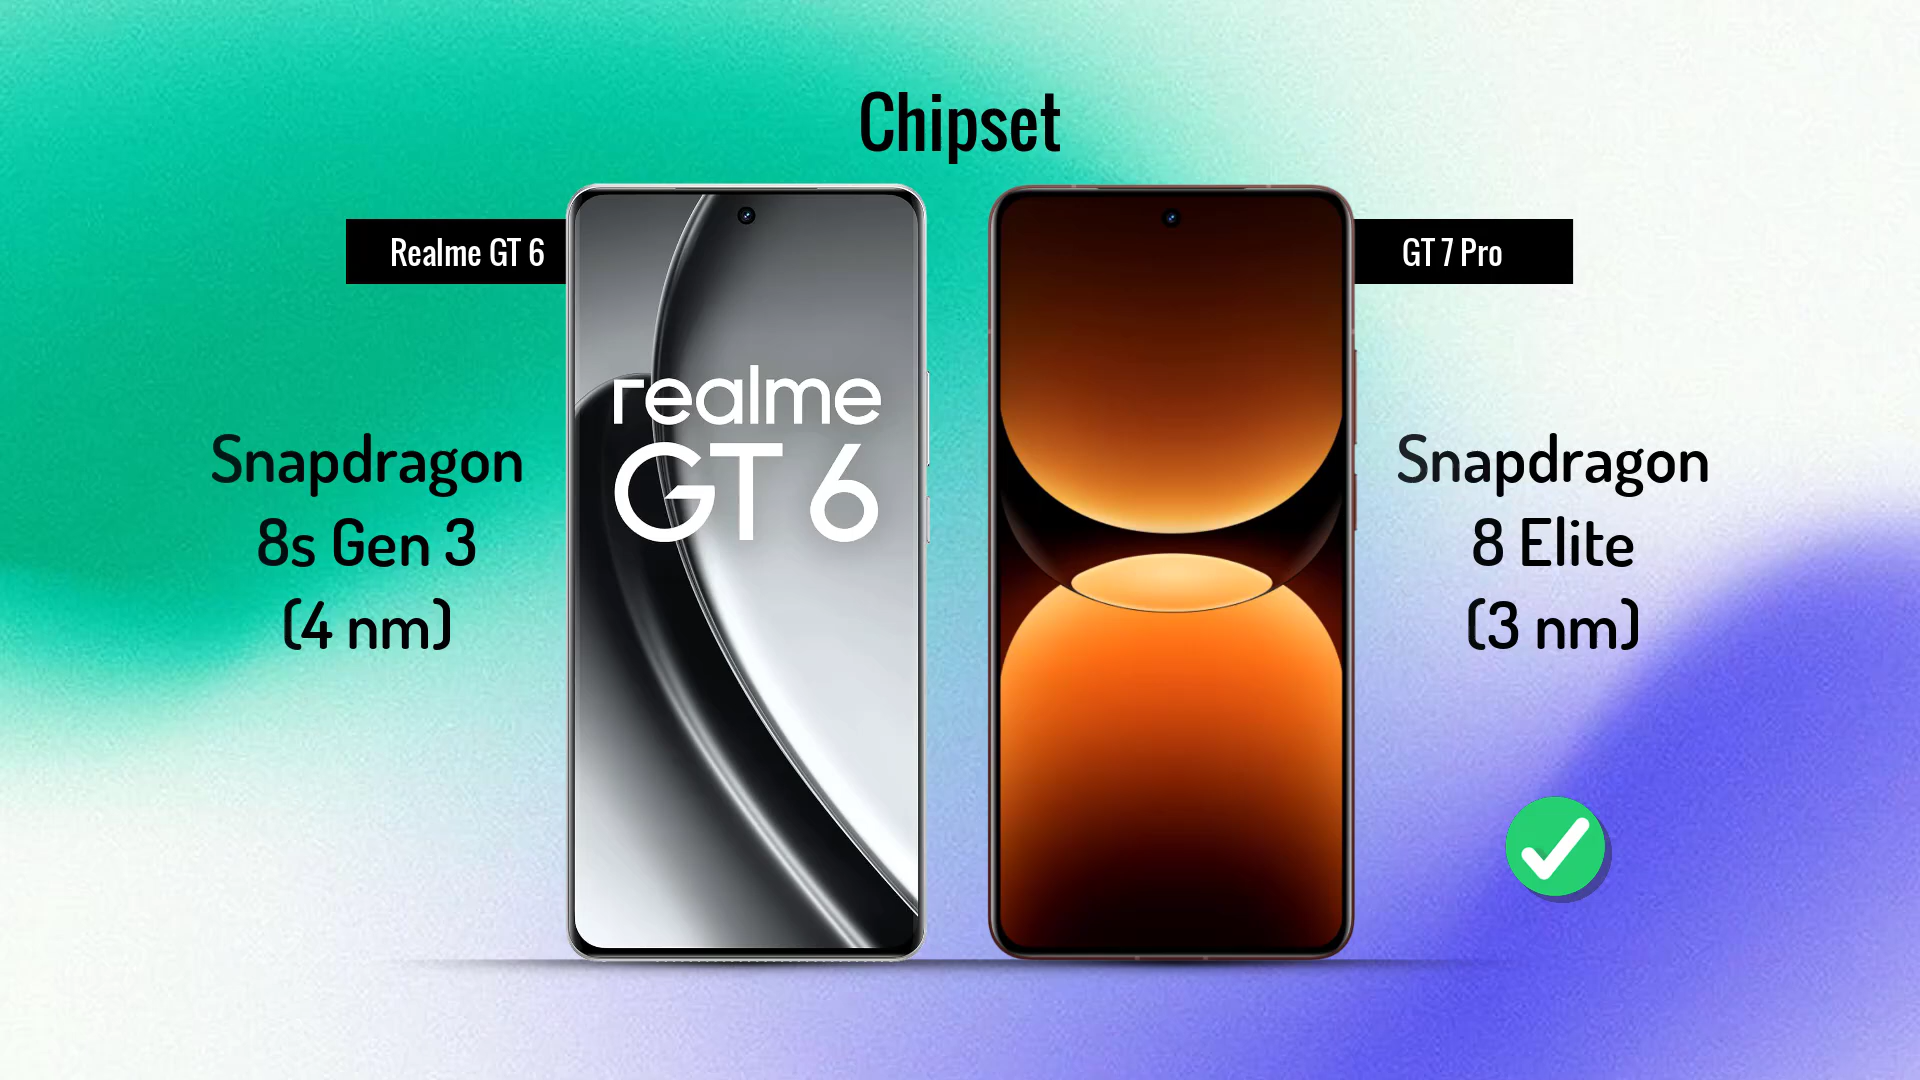 Chipset
Realme GT 6
GT 7 Pro
realme
GT 6
Snapdragon
8s Gen 3
(4 nm)
Snapdragon
8 Elite
(3 nm)